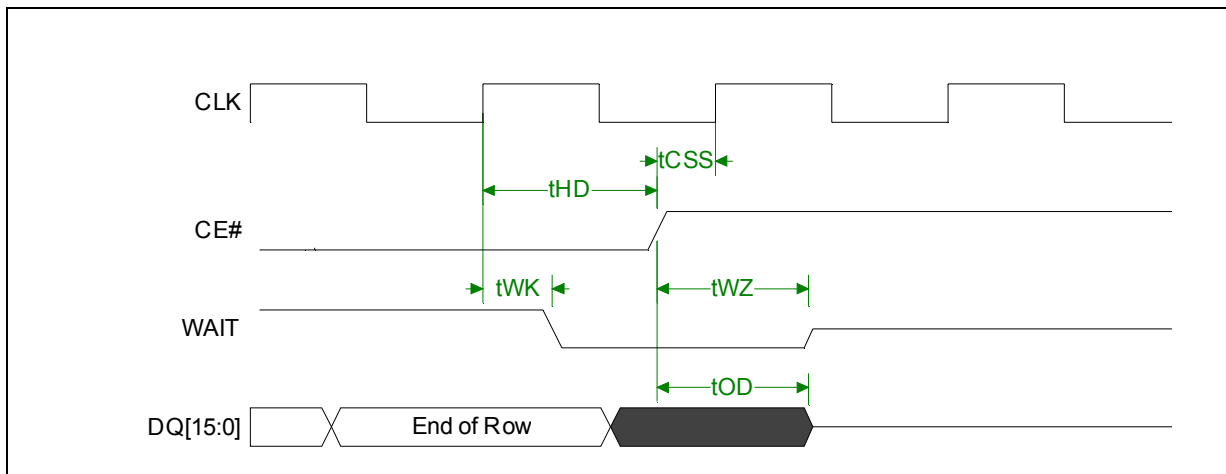 CLK
tCSS
tHD
CE#
tWK
tWZ
WAIT
tOD
DQ[15:0]
End of Row